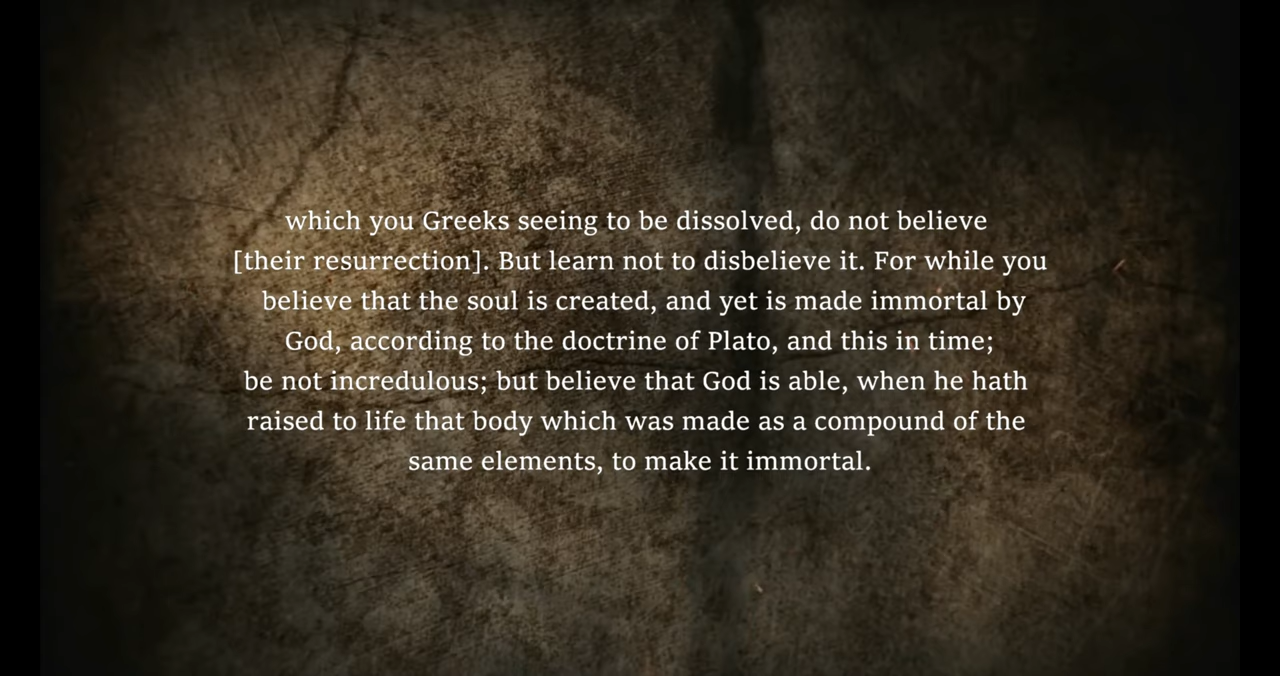 which you Greeks seeing to be dissolved, do not believe
[their resurrection]. But learn not to disbelieve it. For while you
believe that the soul is created, and yet is made immortal by
God, according to the doctrine of Plato, and this in time;
be not incredulous; but believe that God is able, when he hath
raised to life that body which was made as a compound of the
same elements, to make it immortal.